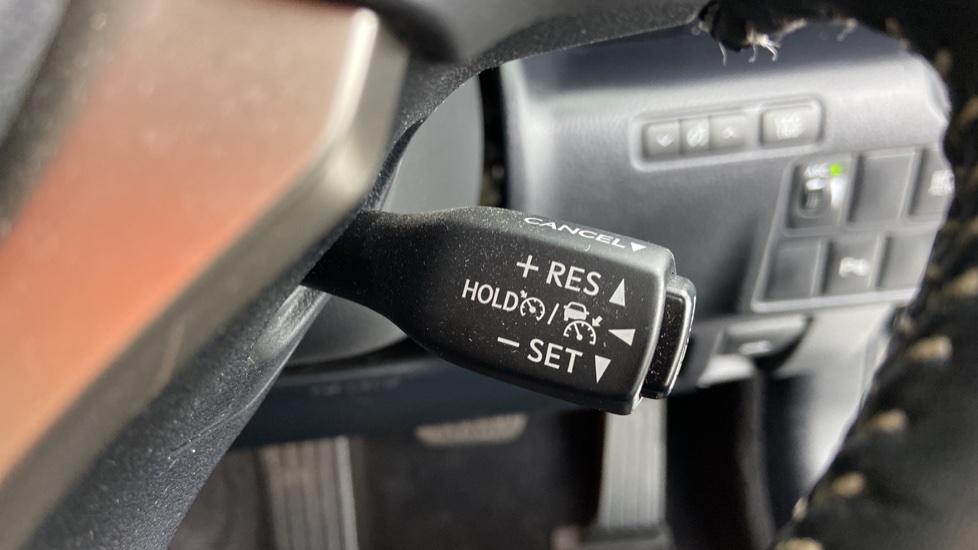 CANCEL▼
+ RES ▲
HOLD / ◀
− SET ▼